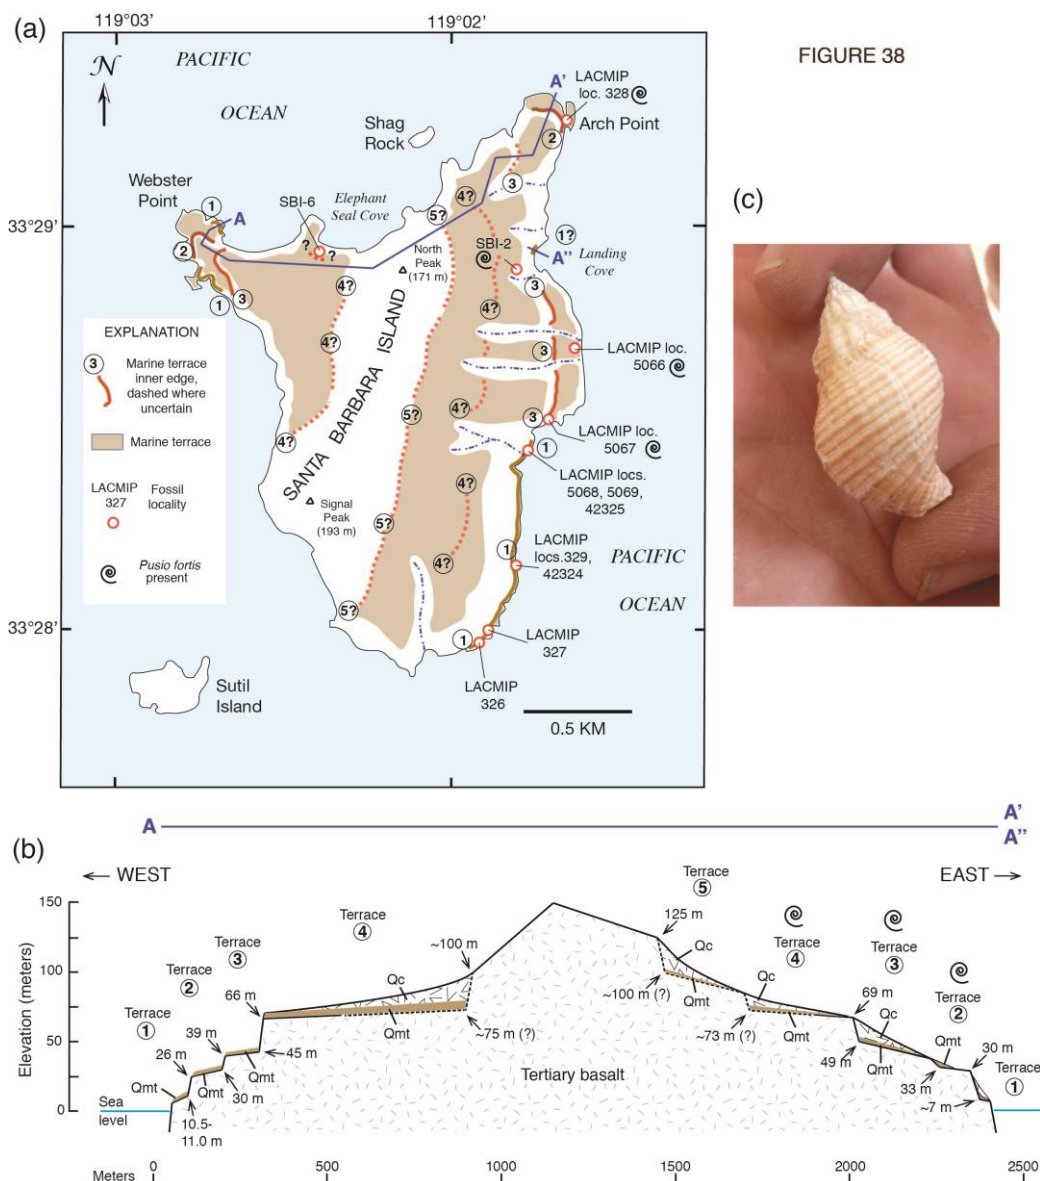 FIGURE 38
(a)
119°03'
119°02'
N
PACIFIC
OCEAN
A'
LACMIP
loc. 328
Arch Point
2
Shag
Rock
3
Webster
Point
1
A
SBI-6
Elephant
Seal Cove
4?
5?
33°29'
2
?
?
North
Peak
(171 m)
SBI-2
1?
A"
Landing
Cove
1
3
4?
3
4?
EXPLANATION
3
Marine terrace
inner edge,
dashed where
uncertain
Marine terrace
LACMIP
327
Fossil
locality
Pusio fortis
present
4?
3
LACMIP loc.
5066
SANTA BARBARA ISLAND
4?
5?
4?
3
LACMIP loc.
5067
1
LACMIP locs.
5068, 5069,
42325
Signal
Peak
(193 m)
4?
5?
1
LACMIP
locs.329,
42324
4?
PACIFIC
OCEAN
5?
33°28'
1
LACMIP
327
LACMIP
326
Sutil
Island
0.5 KM
(c)
A
A'
A"
(b)
WEST
EAST
Elevation (meters)
150
100
50
0
Sea
level
Terrace
1
Terrace
2
Terrace
3
Terrace
4
Terrace
5
Terrace
4
Terrace
3
Terrace
2
Terrace
1
Qmt
26 m
10.5-
11.0 m
Qmt
39 m
30 m
Qmt
66 m
45 m
Qc
Qmt
~100 m
~75 m (?)
Tertiary basalt
125 m
Qc
~100 m (?)
Qmt
Qc
~73 m (?)
Qmt
69 m
Qc
49 m
Qmt
Qmt
33 m
30 m
~7 m
Meters
0
500
1000
1500
2000
2500